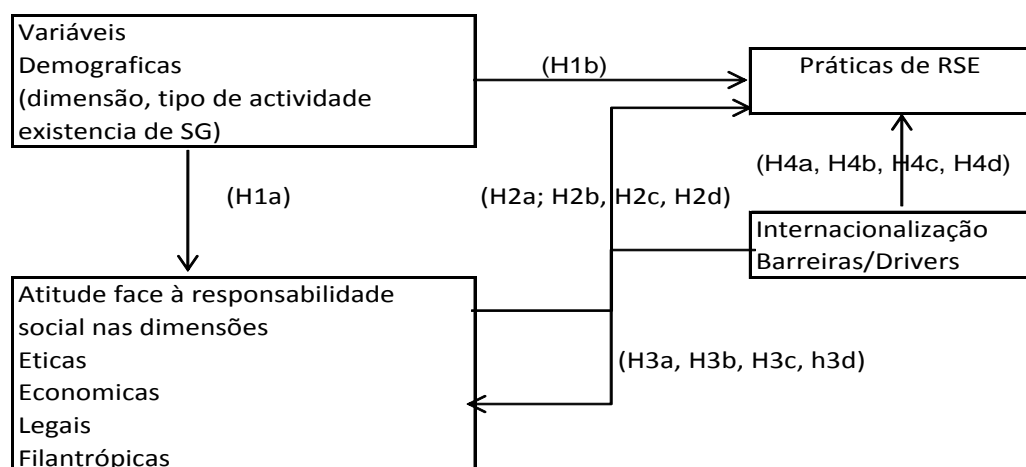 Variáveis
Demograficas
(dimensão, tipo de actividade
existencia de SG)
(H1b)
Práticas de RSE
(H1a)
(H2a; H2b, H2c, H2d)
(H4a, H4b, H4c, H4d)
Internacionalização
Barreiras/Drivers
Atitude face à responsabilidade
social nas dimensões
Eticas
Economicas
Legais
Filantrópicas
(H3a, H3b, H3c, h3d)